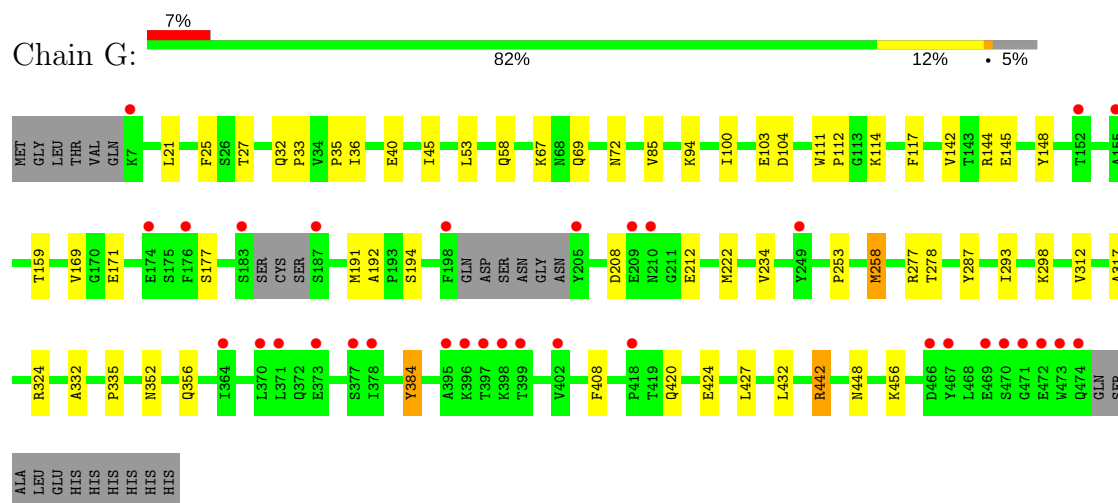 7%
Chain G:
82% 12% • 5%
MET GLY LEU THR VAL GLN K7 L21 F25 S26 T27 Q32 P33 V34 P35 I36 E40 I45 L53 Q58 K67 N68 Q69 N72 V85 K94 I100 E103 D104 W111 P112 G113 K114 F117 V142 T143 R144 E145 Y148 T152 A155
T159 V169 G170 E171 E174 S175 F176 S177 S183 SER CYS SER S187 M191 A192 P193 S194 F198 GLN ASP SER ASN GLY ASN Y205 D208 E209 N210 G211 E212 M222 V234 Y249 P253 M258 R277 T278 Y287 I293 K298 V312 A317
R324 A332 P335 N352 Q356 I364 L370 L371 Q372 E373 S377 I378 Y384 A395 K396 T397 K398 T399 V402 F408 P418 T419 Q420 E424 L427 L432 R442 N448 K456 D466 Y467 L468 E469 S470 G471 E472 W473 Q474 GLN SER
ALA LEU GLU HIS HIS HIS HIS HIS HIS